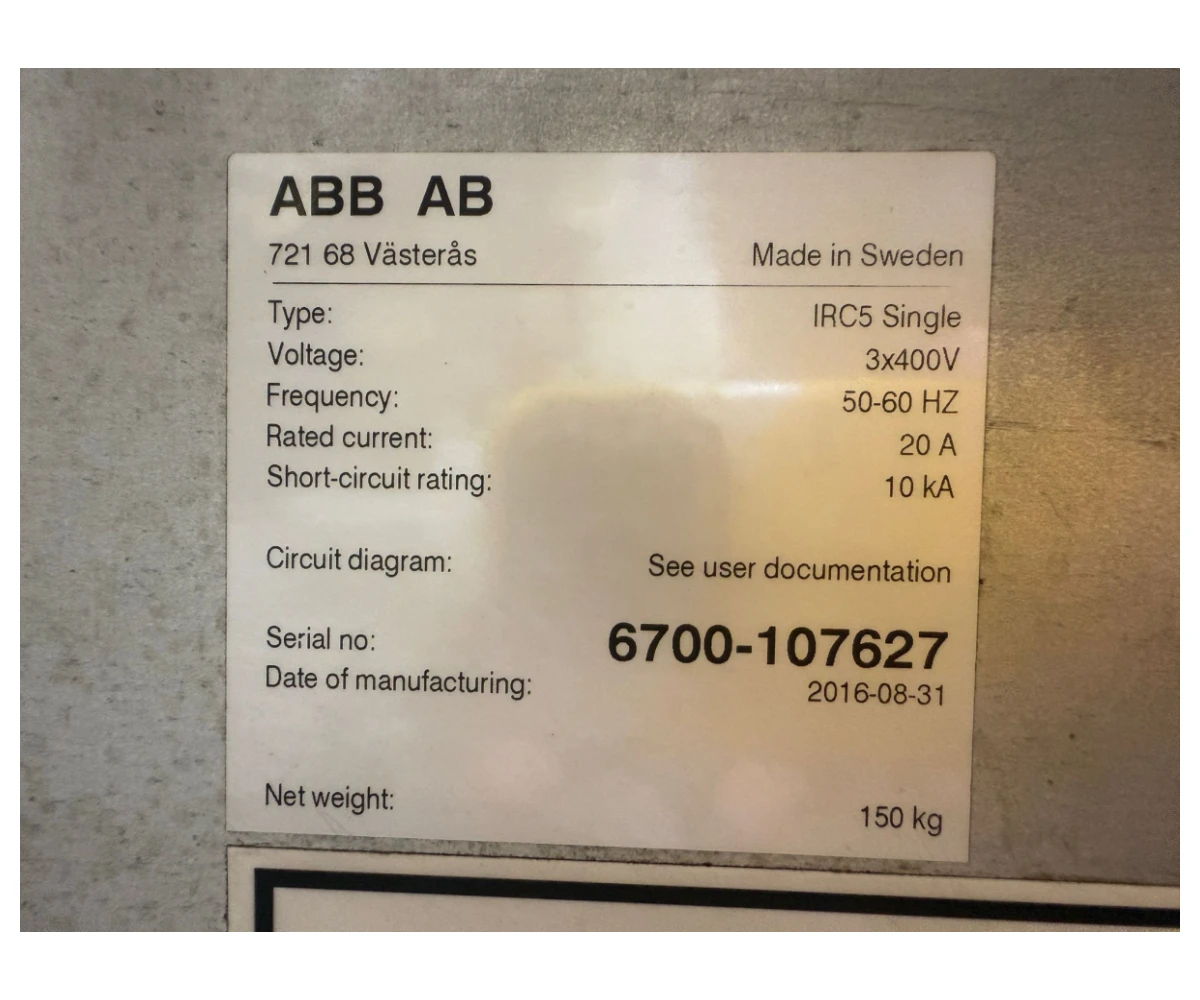 ABB AB
721 68 Västerås Made in Sweden
Type: IRC5 Single
Voltage: 3x400V
Frequency: 50-60 HZ
Rated current: 20 A
Short-circuit rating: 10 kA
Circuit diagram: See user documentation
Serial no: 6700-107627
Date of manufacturing: 2016-08-31
Net weight: 150 kg